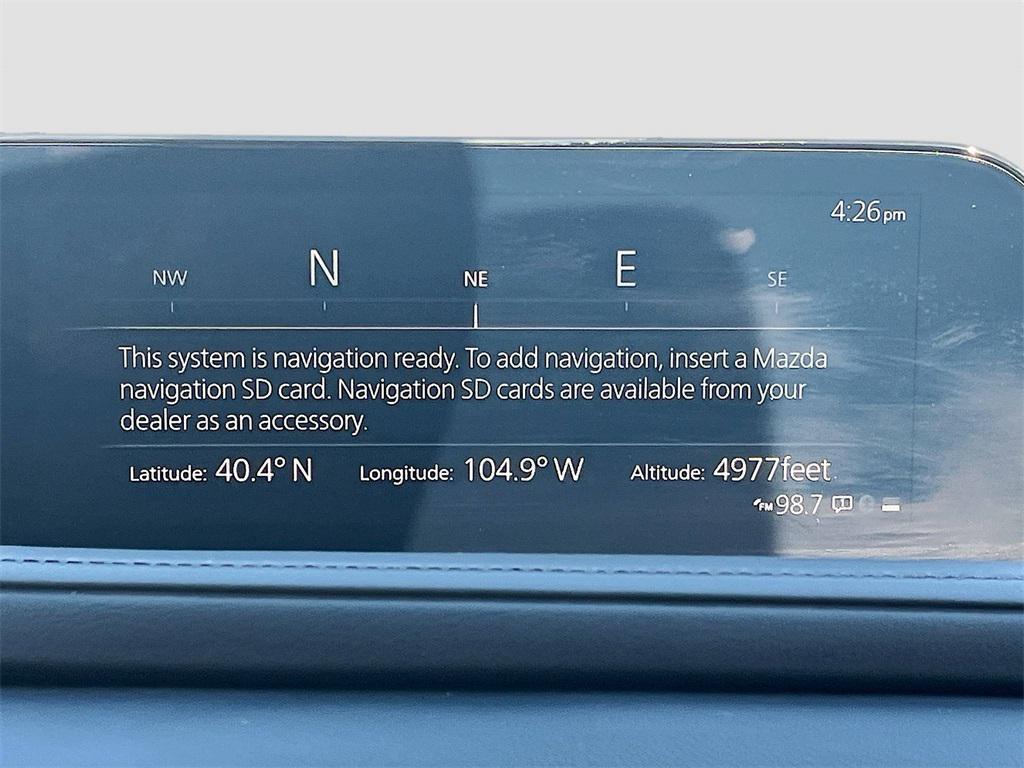 4:26pm
NW N NE E SE
This system is navigation ready. To add navigation, insert a Mazda
navigation SD card. Navigation SD cards are available from your
dealer as an accessory.
Latitude: 40.4° N Longitude: 104.9° W Altitude: 4977feet
FM 98.7